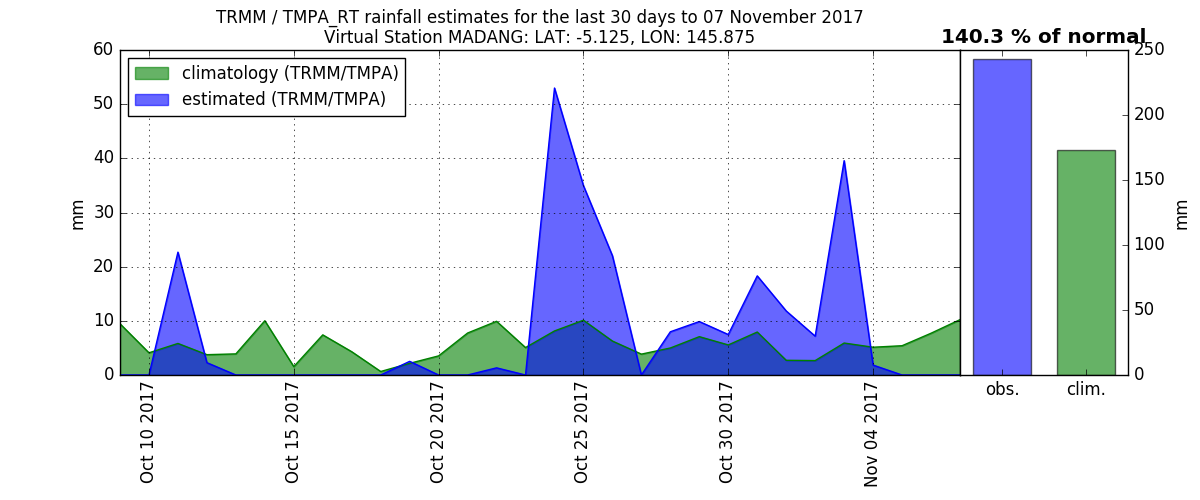 TRMM / TMPA_RT rainfall estimates for the last 30 days to 07 November 2017
Virtual Station MADANG: LAT: -5.125, LON: 145.875
140.3 % of normal
climatology (TRMM/TMPA)
estimated (TRMM/TMPA)
60
50
40
30
20
10
0
mm
Oct 10 2017
Oct 15 2017
Oct 20 2017
Oct 25 2017
Oct 30 2017
Nov 04 2017
250
200
150
100
50
0
mm
obs.
clim.